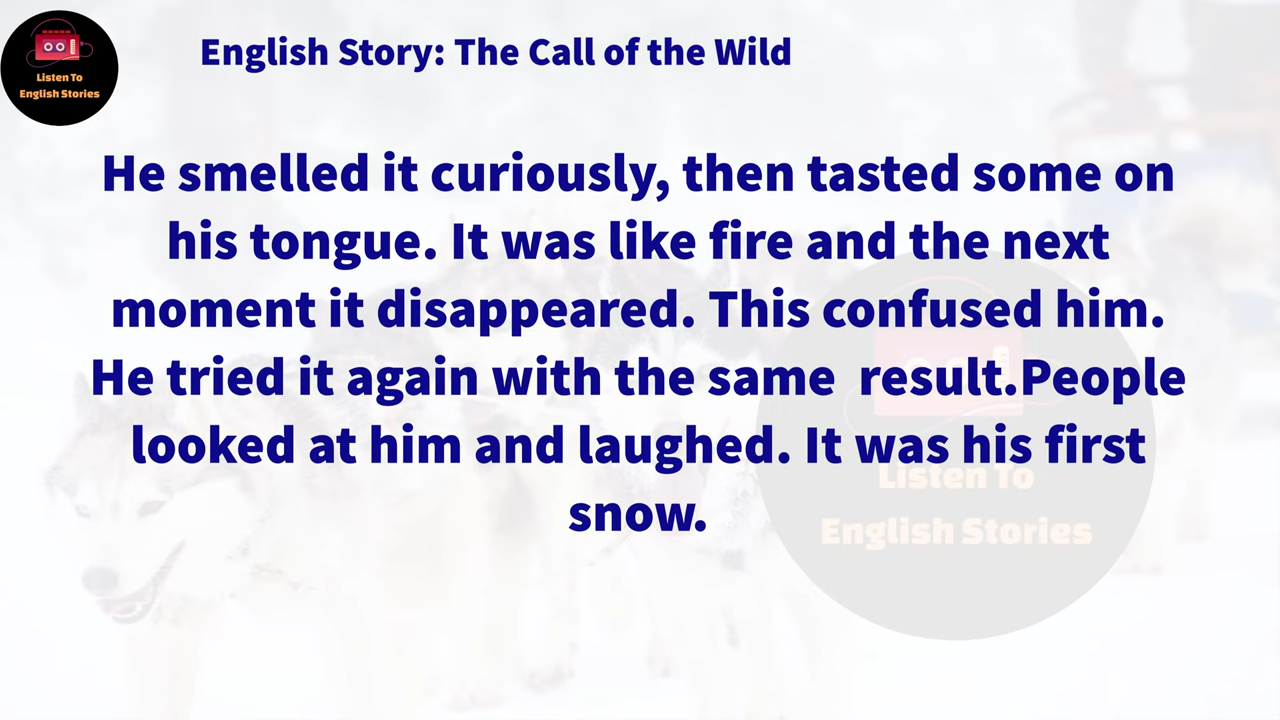 Listen To
English Stories
English Story: The Call of the Wild
He smelled it curiously, then tasted some on
his tongue. It was like fire and the next
moment it disappeared. This confused him.
He tried it again with the same  result.People
looked at him and laughed. It was his first
snow.
Listen To
English Stories